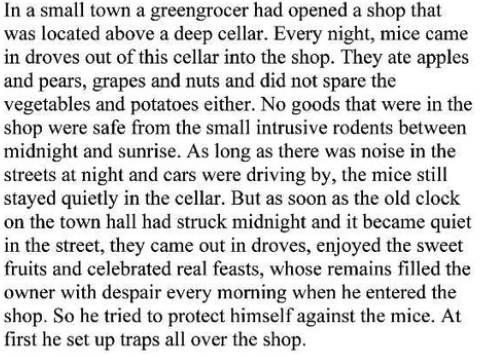 In a small town a greengrocer had opened a shop that
was located above a deep cellar. Every night, mice came
in droves out of this cellar into the shop. They ate apples
and pears, grapes and nuts and did not spare the
vegetables and potatoes either. No goods that were in the
shop were safe from the small intrusive rodents between
midnight and sunrise. As long as there was noise in the
streets at night and cars were driving by, the mice still
stayed quietly in the cellar. But as soon as the old clock
on the town hall had struck midnight and it became quiet
in the street, they came out in droves, enjoyed the sweet
fruits and celebrated real feasts, whose remains filled the
owner with despair every morning when he entered the
shop. So he tried to protect himself against the mice. At
first he set up traps all over the shop.